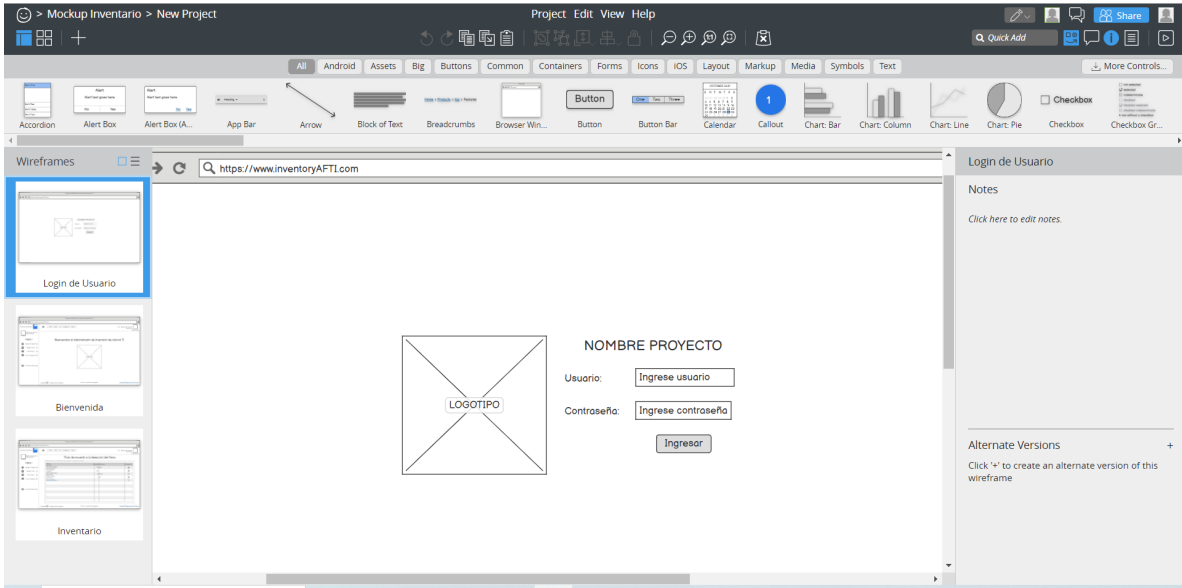 > Mockup Inventario > New Project
Project Edit View Help
Share
Quick Add
All Android Assets Big Buttons Common Containers Forms Icons iOS Layout Markup Media Symbols Text
More Controls...
Button
1
Checkbox
Accordion Alert Box Alert Box (A... App Bar Arrow Block of Text Breadcrumbs Browser Win... Button Button Bar Calendar Callout Chart: Bar Chart: Column Chart: Line Chart: Pie Checkbox Checkbox Gr...
Wireframes
Login de Usuario
Bienvenida
Inventario
https://www.inventoryAFTI.com
LOGOTIPO
NOMBRE PROYECTO
Usuario: Ingrese usuario
Contraseña: Ingrese contraseña
Ingresar
Login de Usuario
Notes
Click here to edit notes.
Alternate Versions +
Click '+' to create an alternate version of this
wireframe